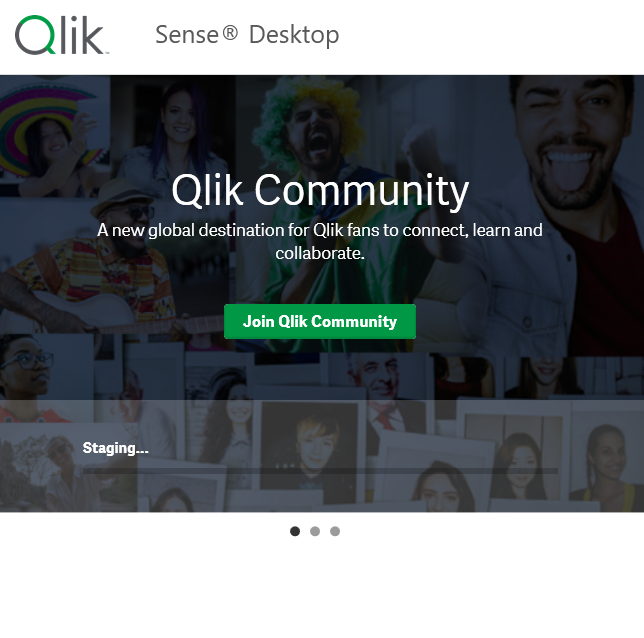 Qlik
Sense® Desktop
Qlik Community
A new global destination for Qlik fans to connect, learn and
collaborate.
Join Qlik Community
Staging...